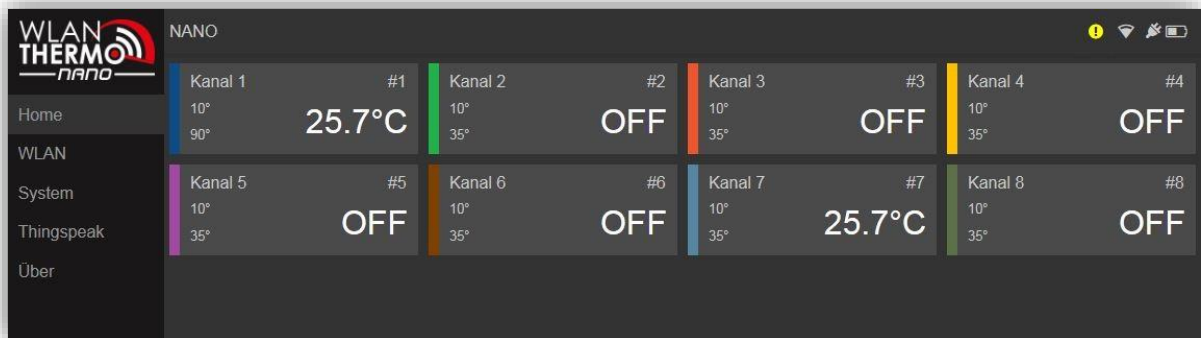 WLAN
THERMO
nano
NANO
Home
WLAN
System
Thingspeak
Über
Kanal 1 #1
10°
90°
25.7°C
Kanal 2 #2
10°
35°
OFF
Kanal 3 #3
10°
35°
OFF
Kanal 4 #4
10°
35°
OFF
Kanal 5 #5
10°
35°
OFF
Kanal 6 #6
10°
35°
OFF
Kanal 7 #7
10°
35°
25.7°C
Kanal 8 #8
10°
35°
OFF